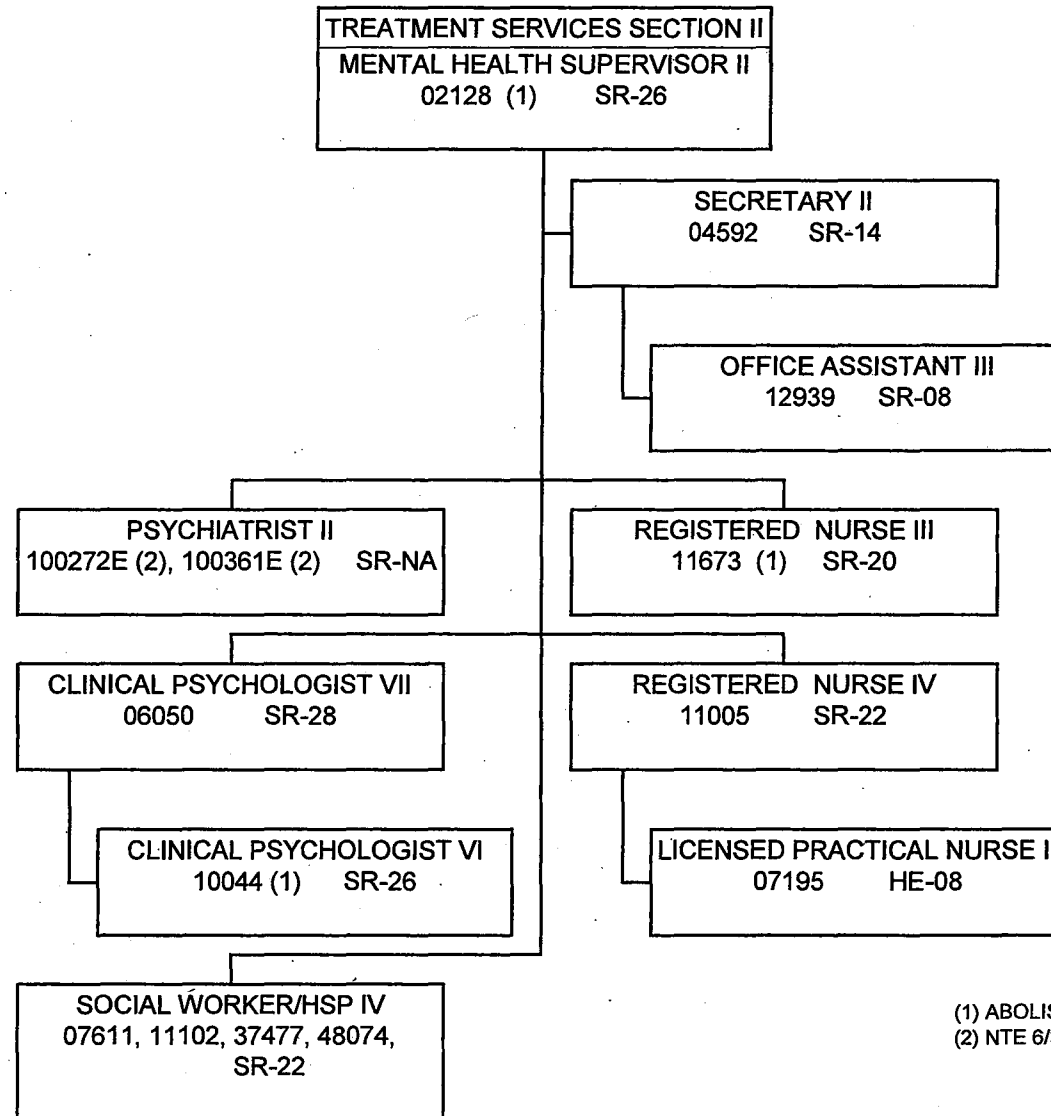 TREATMENT SERVICES SECTION II
MENTAL HEALTH SUPERVISOR II
02128 (1) SR-26
SECRETARY II
04592 SR-14
OFFICE ASSISTANT III
12939 SR-08
PSYCHIATRIST II
100272E (2), 100361E (2) SR-NA
REGISTERED NURSE III
11673 (1) SR-20
CLINICAL PSYCHOLOGIST VII
06050 SR-28
REGISTERED NURSE IV
11005 SR-22
CLINICAL PSYCHOLOGIST VI
10044 (1) SR-26
LICENSED PRACTICAL NURSE I
07195 HE-08
SOCIAL WORKER/HSP IV
07611, 11102, 37477, 48074,
SR-22
(1) ABOLIS
(2) NTE 6/